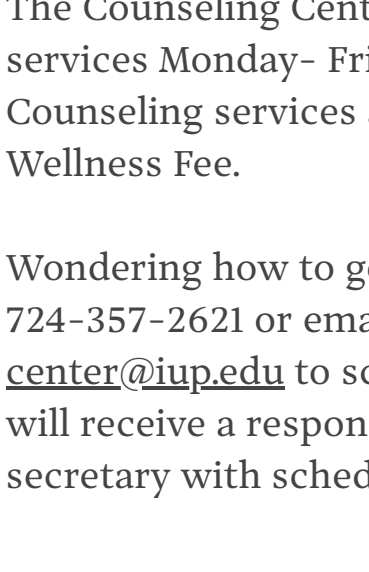 The Counseling Cent
services Monday- Fri
Counseling services
Wellness Fee.
Wondering how to g
724-357-2621 or ema
center@iup.edu to sc
will receive a respon
secretary with sched